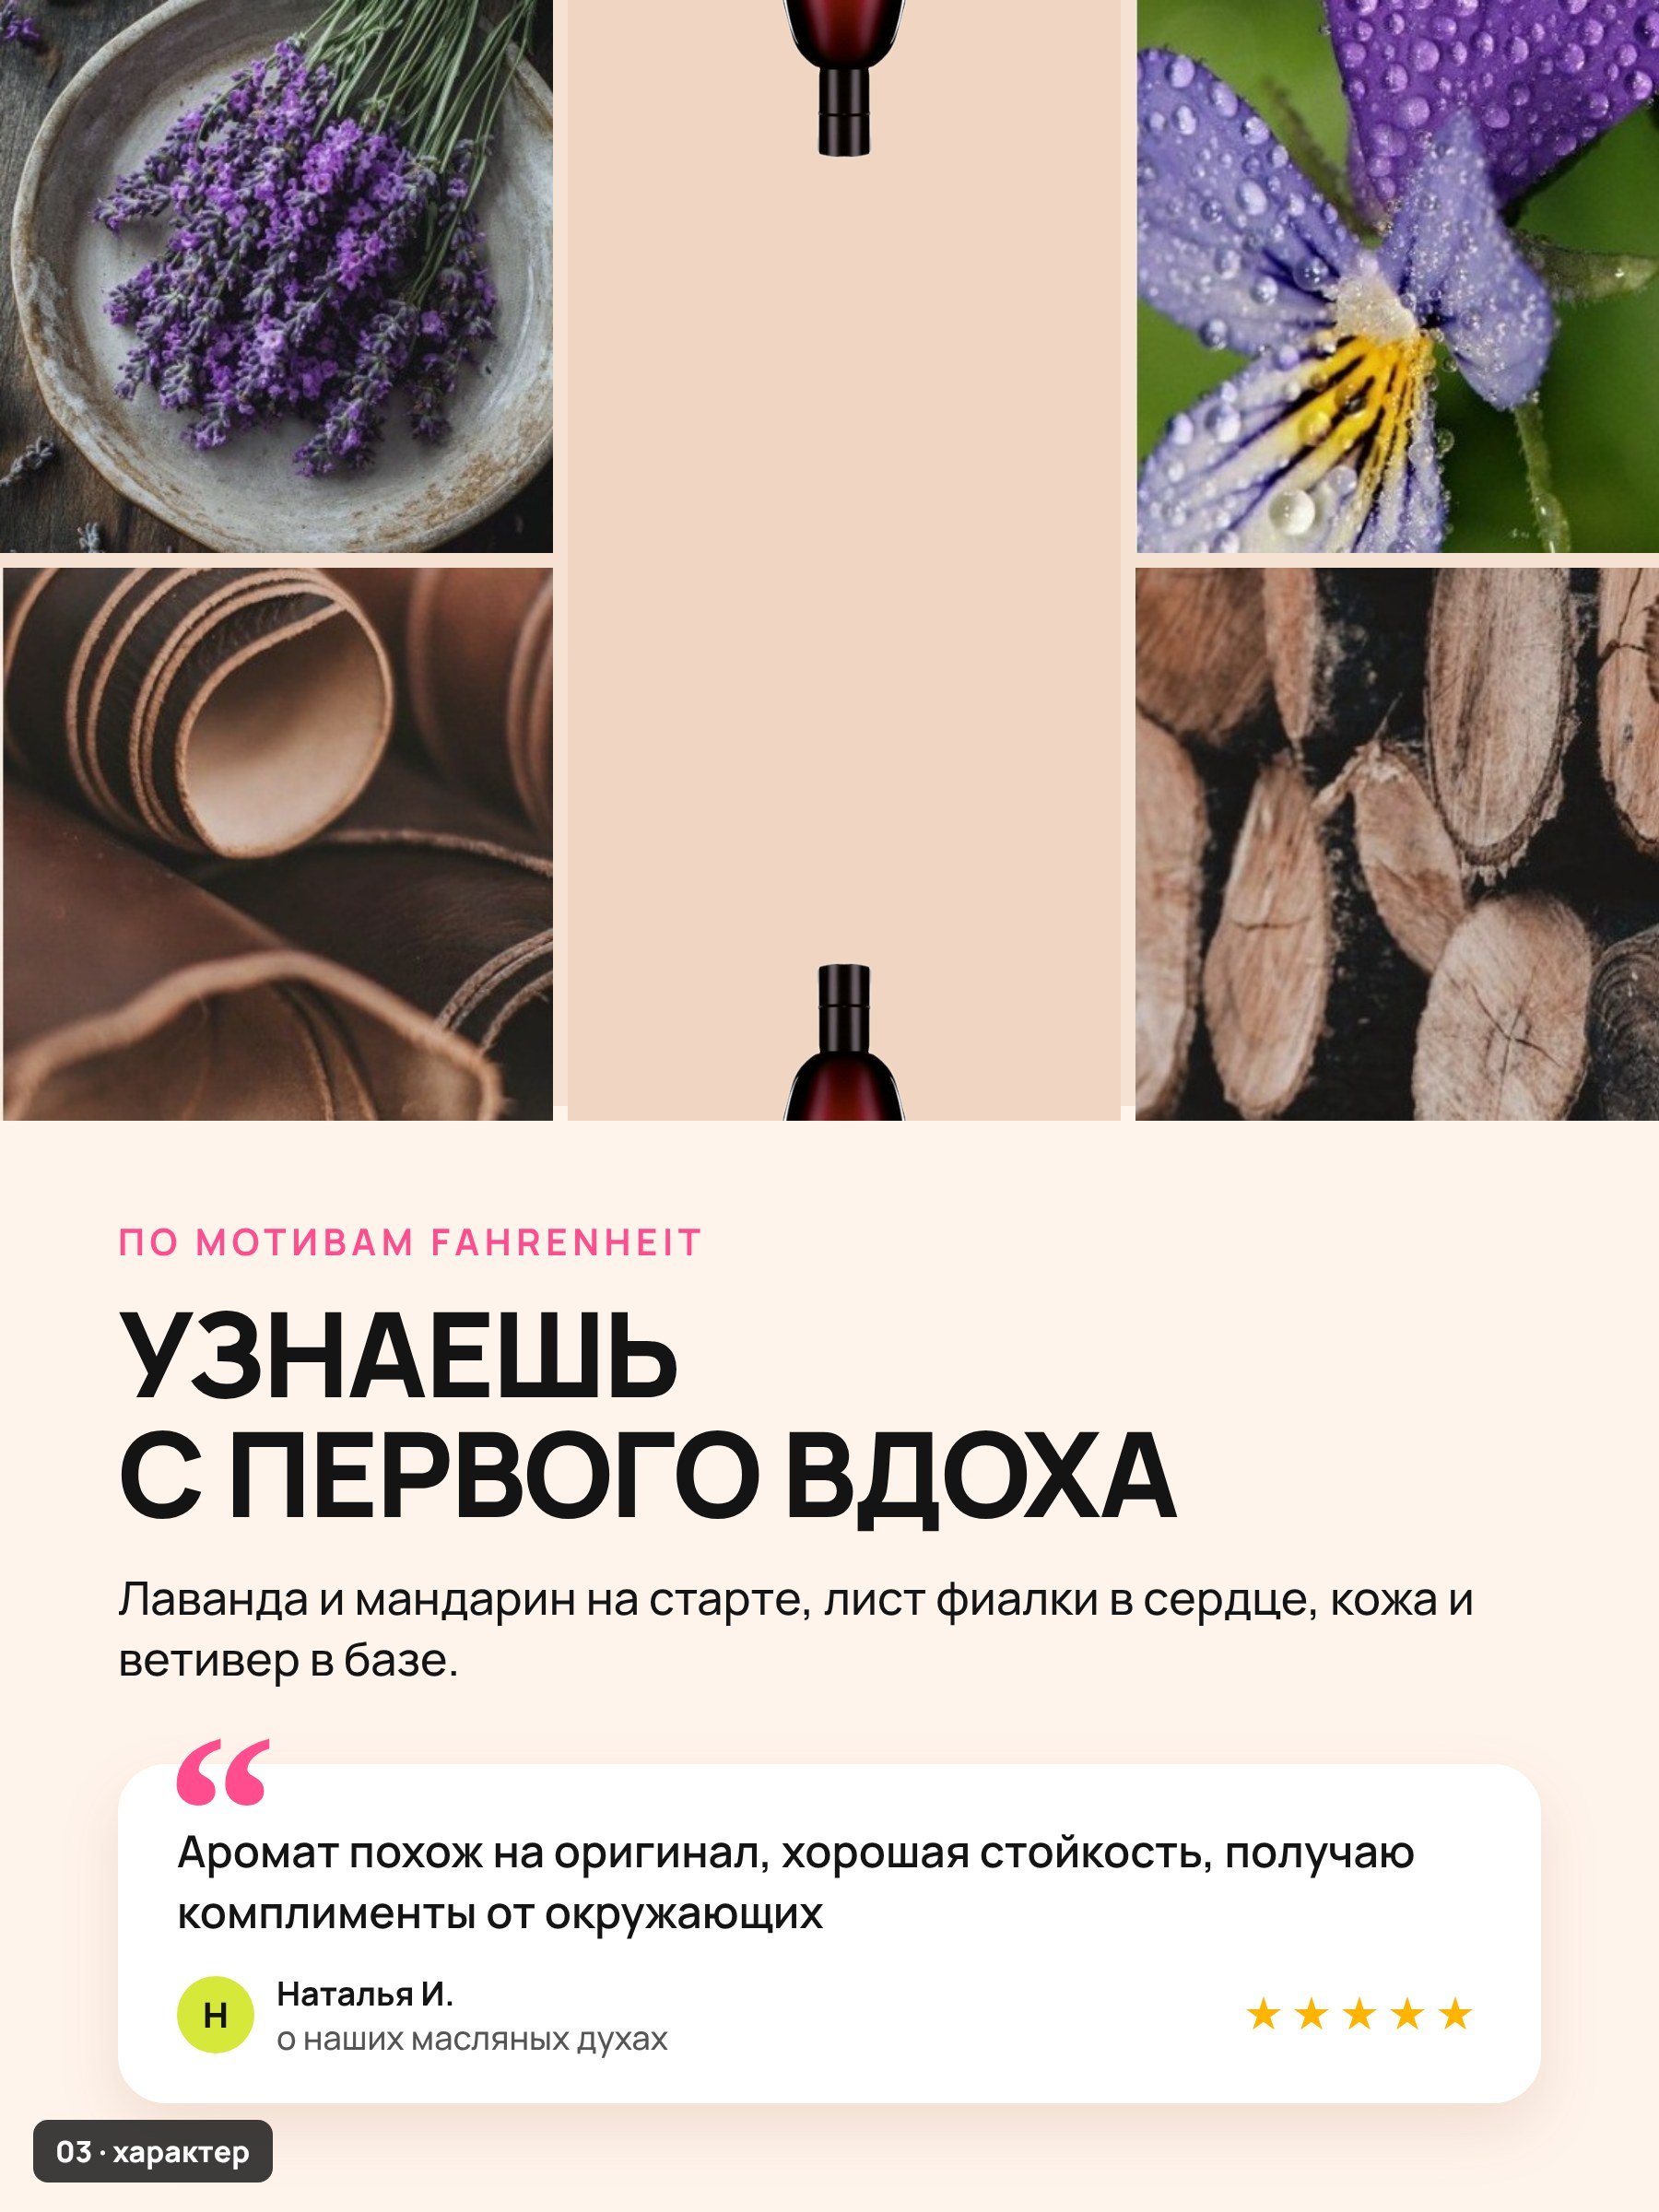 ПО МОТИВАМ FAHRENHEIT
УЗНАЕШЬ
С ПЕРВОГО ВДОХА
Лаванда и мандарин на старте, лист фиалки в сердце, кожа и
ветивер в базе.
“
Аромат похож на оригинал, хорошая стойкость, получаю
комплименты от окружающих
Н
Наталья И.
о наших масляных духах
★★★★★
03 · характер